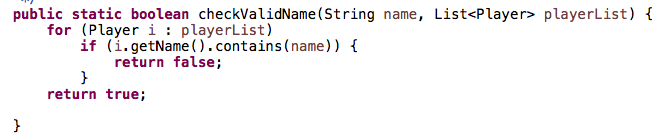 public static boolean checkValidName(String name, List<Player> playerList) {
    for (Player i : playerList)
        if (i.getName().contains(name)) {
            return false;
        }
    return true;

}